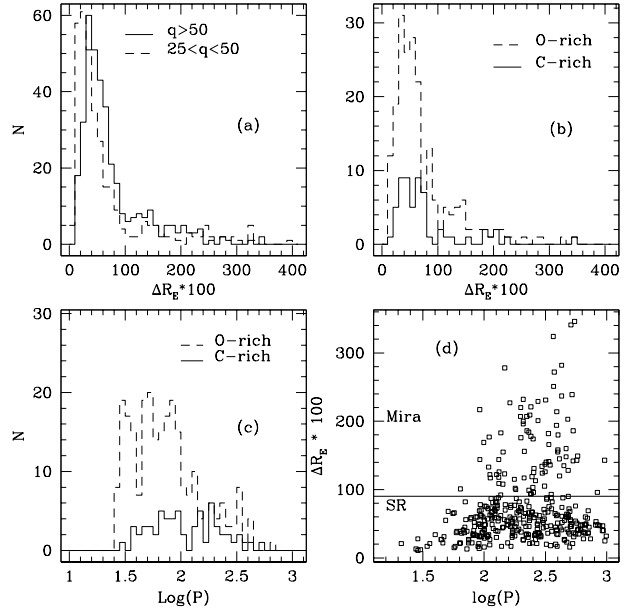 60
40
20
0
N
q>50
25<q<50
(a)
0 100 200 300 400
ΔR_E*100
30
20
10
0
N
O-rich
C-rich
(b)
0 100 200 300 400
ΔR_E*100
30
20
10
0
N
O-rich
C-rich
(c)
1 1.5 2 2.5 3
Log(P)
300
200
100
0
ΔR_E * 100
(d)
Mira
SR
1.5 2 2.5 3
log(P)